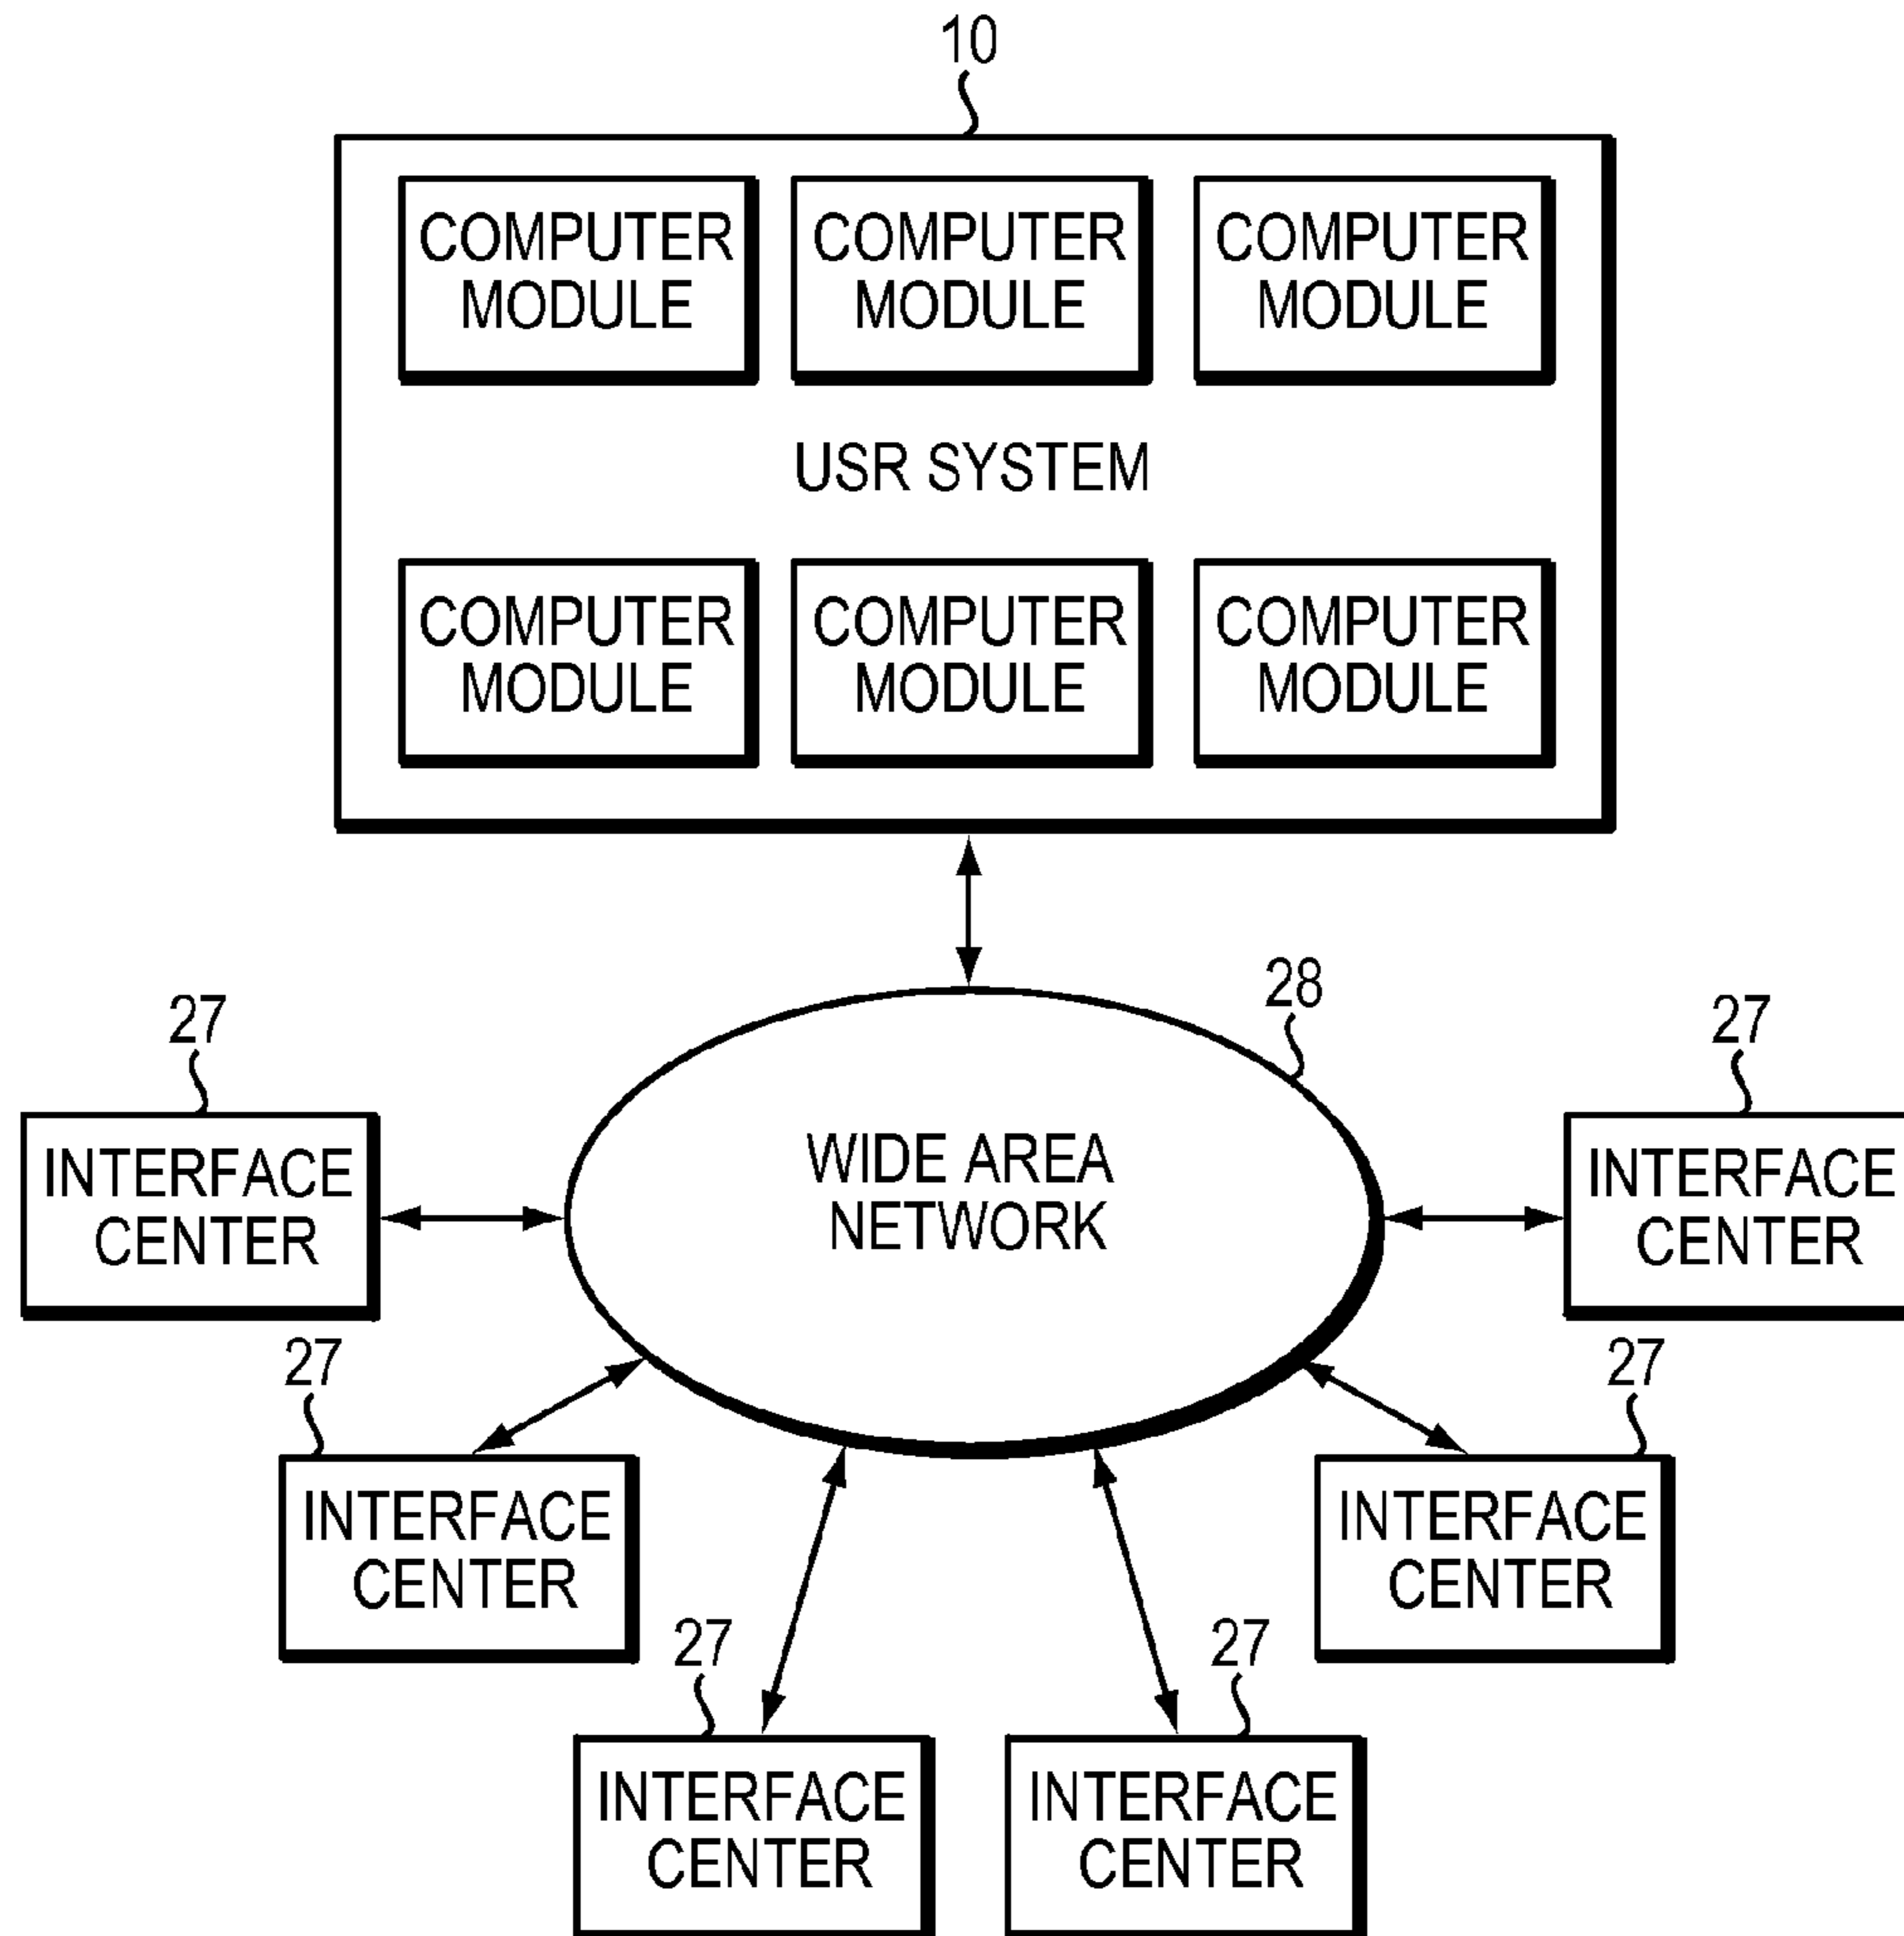 10
COMPUTER
MODULE
COMPUTER
MODULE
COMPUTER
MODULE
USR SYSTEM
COMPUTER
MODULE
COMPUTER
MODULE
COMPUTER
MODULE
28
WIDE AREA
NETWORK
27
INTERFACE
CENTER
27
INTERFACE
CENTER
27
INTERFACE
CENTER
27
INTERFACE
CENTER
27
INTERFACE
CENTER
27
INTERFACE
CENTER